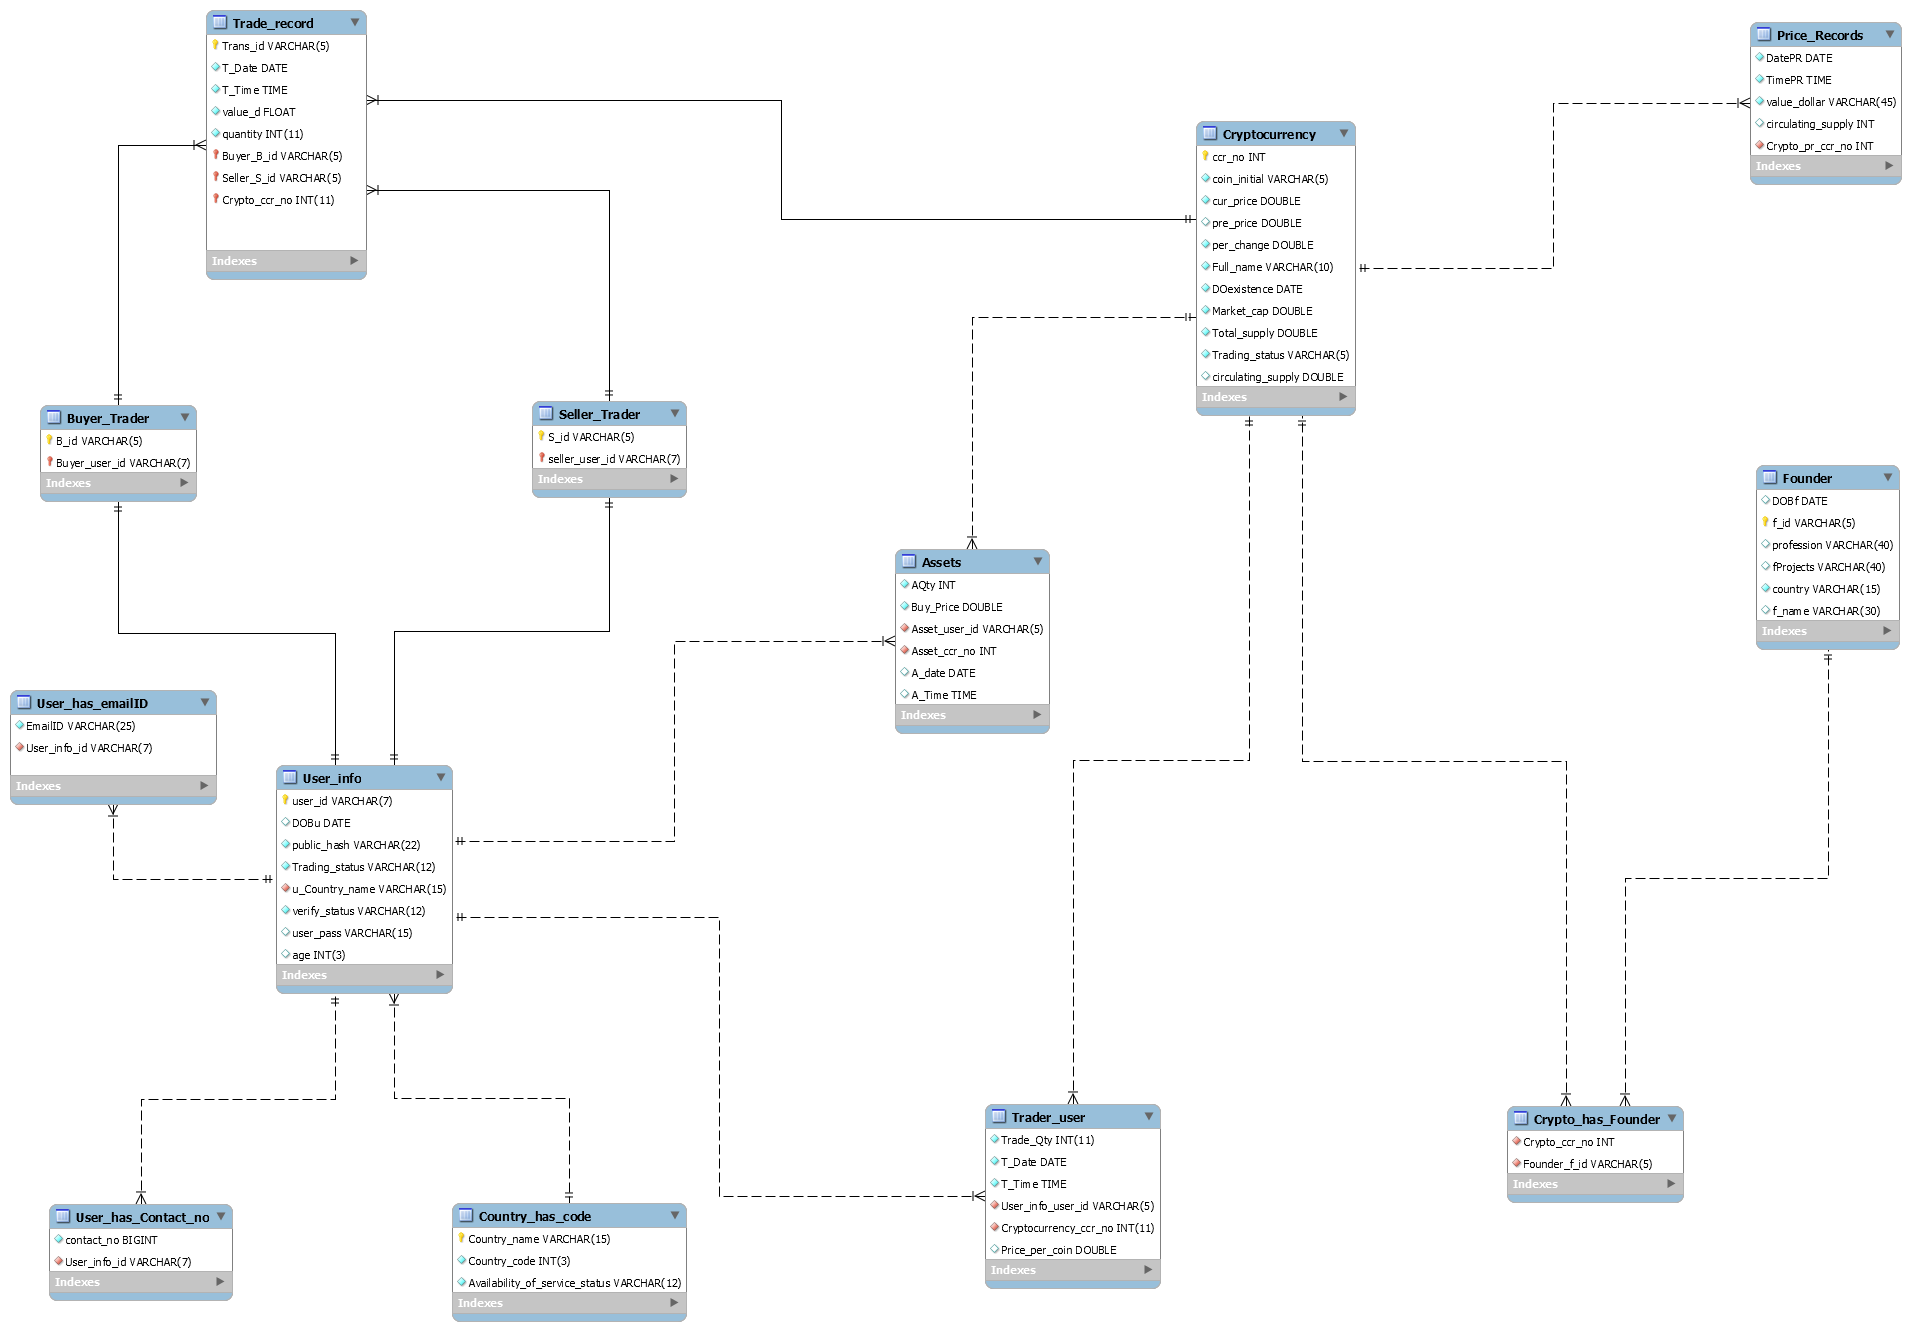 Trade_record
Trans_id VARCHAR(5)
T_Date DATE
T_Time TIME
value_d FLOAT
quantity INT(11)
Buyer_B_id VARCHAR(5)
Seller_S_id VARCHAR(5)
Crypto_ccr_no INT(11)
Indexes
Price_Records
DatePR DATE
TimePR TIME
value_dollar VARCHAR(45)
circulating_supply INT
Crypto_pr_ccr_no INT
Indexes
Cryptocurrency
ccr_no INT
coin_initial VARCHAR(5)
cur_price DOUBLE
pre_price DOUBLE
per_change DOUBLE
Full_name VARCHAR(10)
DOexistence DATE
Market_cap DOUBLE
Total_supply DOUBLE
Trading_status VARCHAR(5)
circulating_supply DOUBLE
Indexes
Buyer_Trader
B_id VARCHAR(5)
Buyer_user_id VARCHAR(7)
Indexes
Seller_Trader
S_id VARCHAR(5)
seller_user_id VARCHAR(7)
Indexes
Founder
DOBf DATE
f_id VARCHAR(5)
profession VARCHAR(40)
fProjects VARCHAR(40)
country VARCHAR(15)
f_name VARCHAR(30)
Indexes
Assets
AQty INT
Buy_Price DOUBLE
Asset_user_id VARCHAR(5)
Asset_ccr_no INT
A_date DATE
A_Time TIME
Indexes
User_has_emailID
EmailID VARCHAR(25)
User_info_id VARCHAR(7)
Indexes
User_info
user_id VARCHAR(7)
DOBu DATE
public_hash VARCHAR(22)
Trading_status VARCHAR(12)
u_Country_name VARCHAR(15)
verify_status VARCHAR(12)
user_pass VARCHAR(15)
age INT(3)
Indexes
Trader_user
Trade_Qty INT(11)
T_Date DATE
T_Time TIME
User_info_user_id VARCHAR(5)
Cryptocurrency_ccr_no INT(11)
Price_per_coin DOUBLE
Indexes
Crypto_has_Founder
Crypto_ccr_no INT
Founder_f_id VARCHAR(5)
Indexes
User_has_Contact_no
contact_no BIGINT
User_info_id VARCHAR(7)
Indexes
Country_has_code
Country_name VARCHAR(15)
Country_code INT(3)
Availability_of_service_status VARCHAR(12)
Indexes